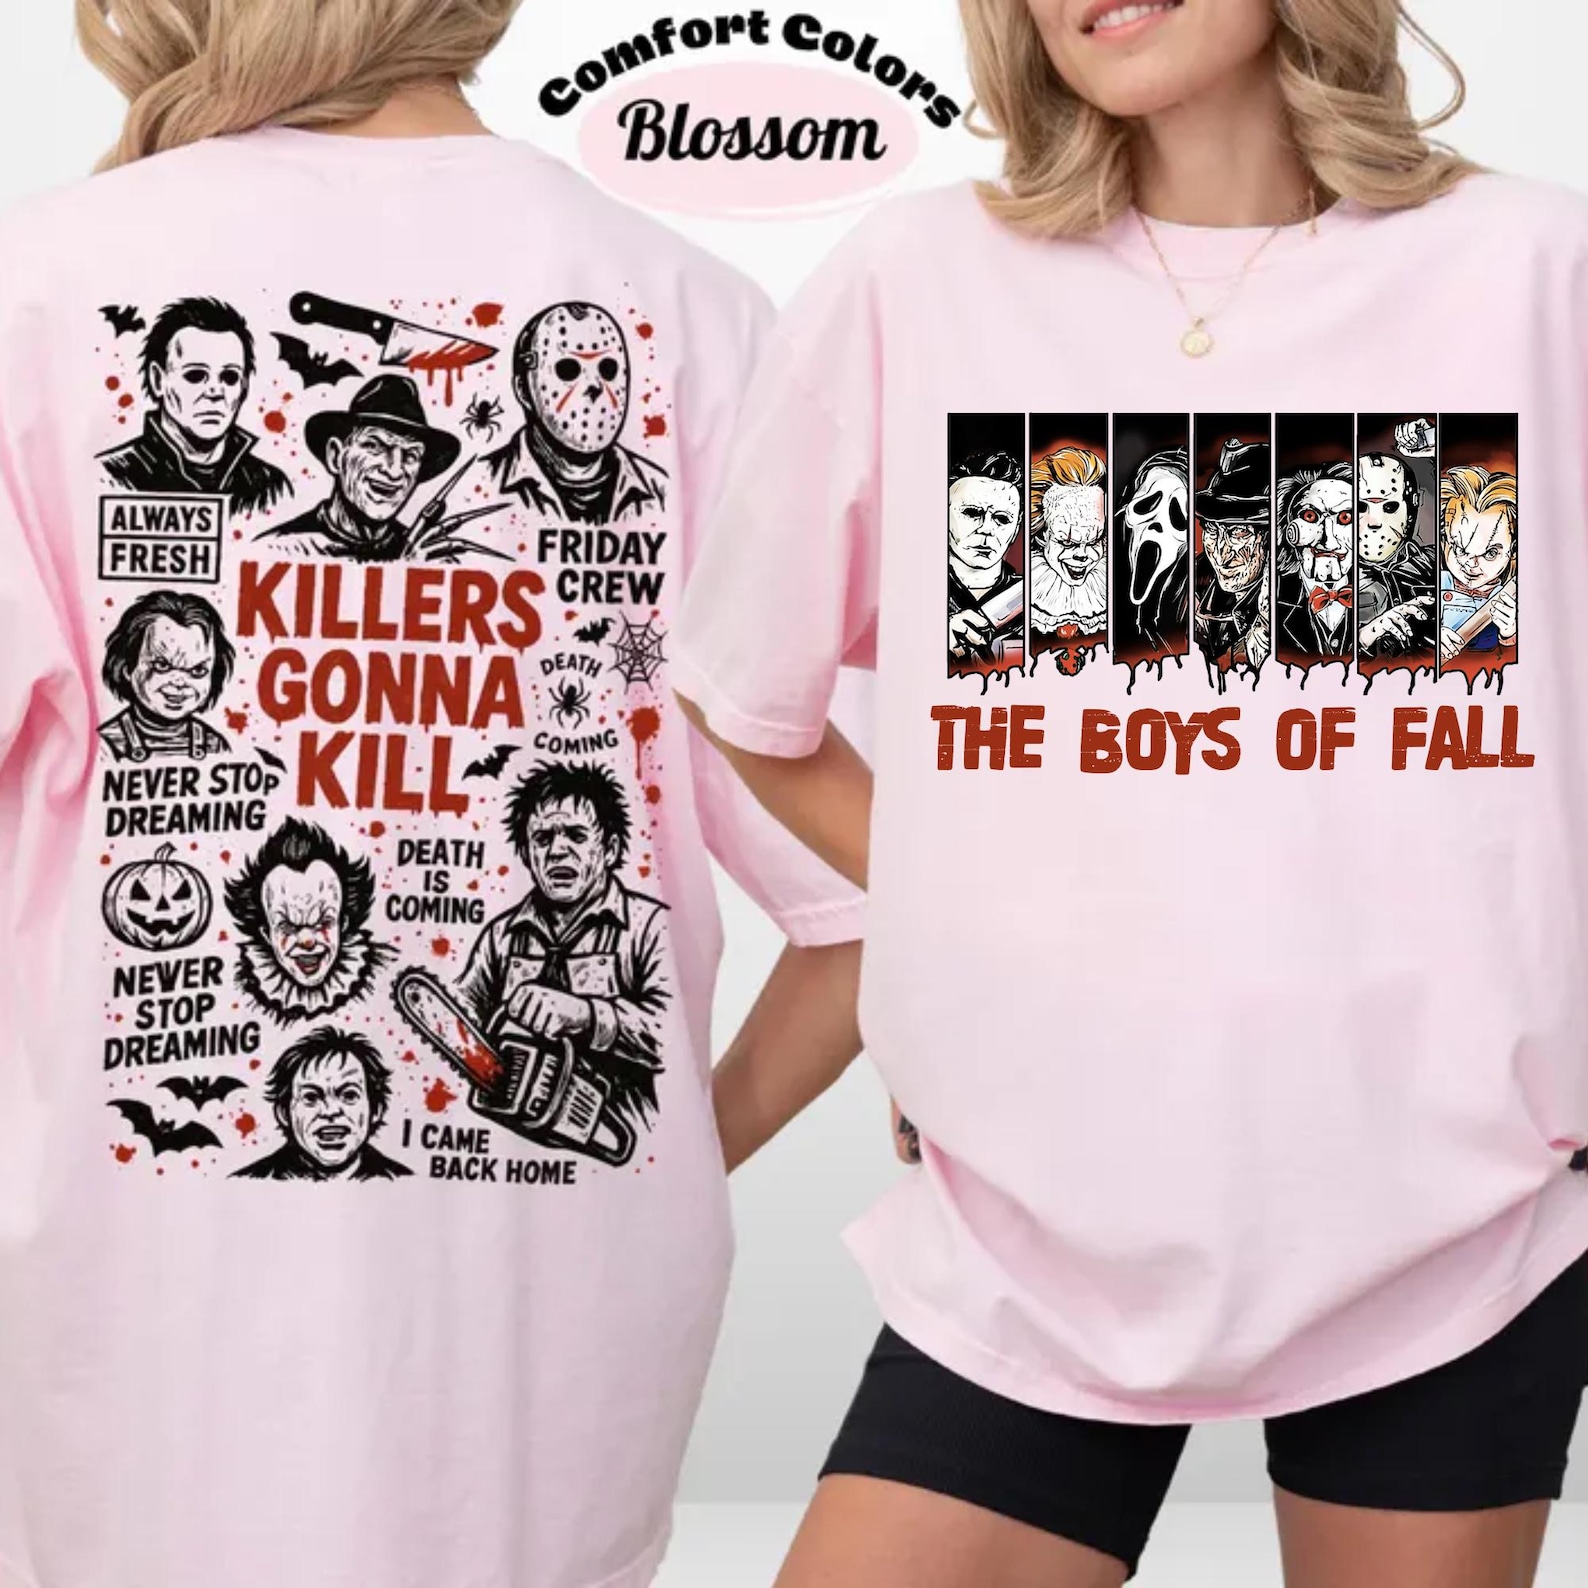 Comfort Colors
Blossom
ALWAYS
FRESH
FRIDAY
CREW
KILLERS
GONNA
KILL
DEATH
COMING
NEVER STOP
DREAMING
DEATH
IS
COMING
NEVER
STOP
DREAMING
I CAME
BACK HOME
THE BOYS OF FALL